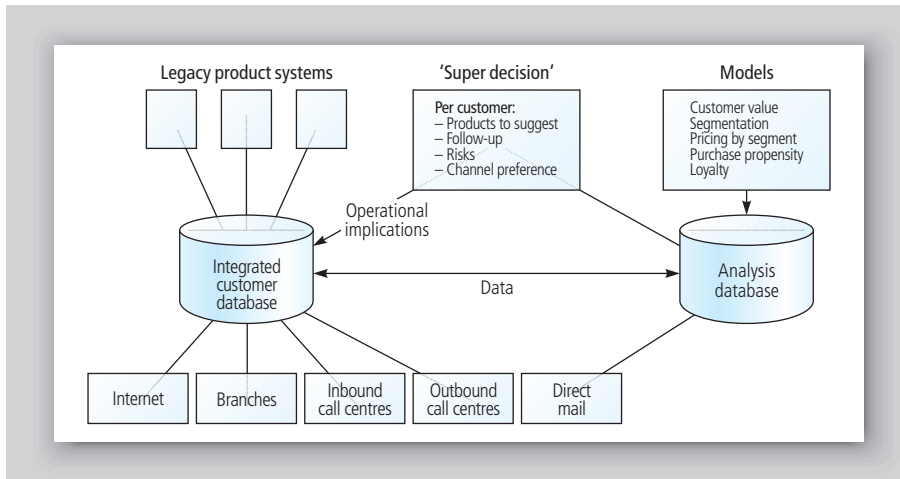 Legacy product systems
'Super decision'
Models
Per customer:
– Products to suggest
– Follow-up
– Risks
– Channel preference
Customer value
Segmentation
Pricing by segment
Purchase propensity
Loyalty
Operational
implications
Integrated
customer
database
Data
Analysis
database
Internet
Branches
Inbound
call centres
Outbound
call centres
Direct
mail